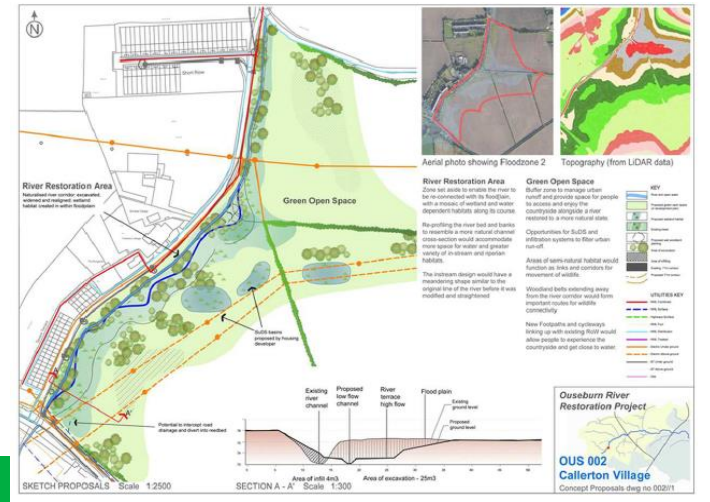 N
Short Row
River Restoration Area
Naturalised river corridor: excavated,
widened and realigned; wetland
habitat created in within floodplain
Green Open Space
SuDS basins
proposed by housing
developer
Potential to intercept road
drainage and divert into reedbed
A
A'
SKETCH PROPOSALS Scale 1:2500
Aerial photo showing Floodzone 2
Topography (from LiDAR data)
River Restoration Area
Zone set aside to enable the river to
be re-connected with its floodplain,
with a mosaic of wetland and water
dependent habitats along its course.
Re-profiling the river bed and banks
to resemble a more natural channel
cross-section would accommodate
more space for water and greater
variety of in-stream and riparian
habitats.
The instream design would have a
meandering shape similar to the
original line of the river before it was
modified and straightened
Green Open Space
Buffer zone to manage urban
runoff and provide space for people
to access and enjoy the
countryside alongside a river
restored to a more natural state.
Opportunities for SuDS and
infiltration systems to filter urban
run-off.
Areas of semi-natural habitat would
function as links and corridors for
movement of wildlife.
Woodland belts extending away
from the river corridor would form
important routes for wildlife
connectivity
New Footpaths and cycleways
linking up with existing RoW would
allow people to experience the
countryside and get close to water.
KEY
UTILITIES KEY
Existing
river
channel
Proposed
low flow
channel
River
terrace
high flow
Flood plain
Existing
ground level
Proposed
ground level
Area of infill 4m3
Area of excavation - 25m3
SECTION A - A' Scale 1:300
Ouseburn River
Restoration Project
OUS 002
Callerton Village
Concept Proposals dwg no 002//1